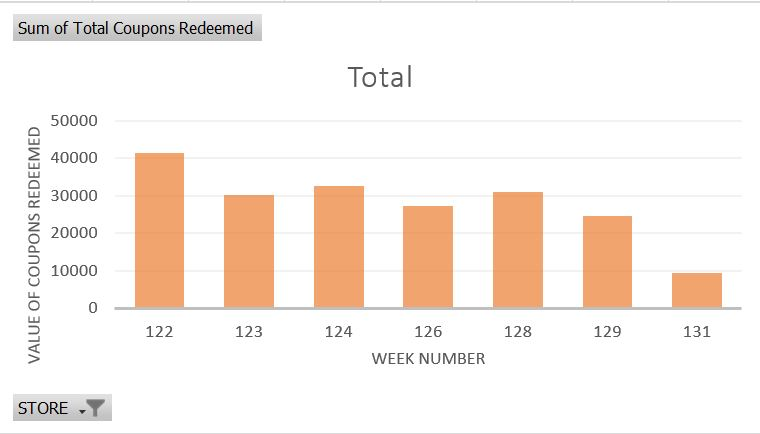 Sum of Total Coupons Redeemed
Total
VALUE OF COUPONS REDEEMED
50000
40000
30000
20000
10000
0
122 123 124 126 128 129 131
WEEK NUMBER
STORE